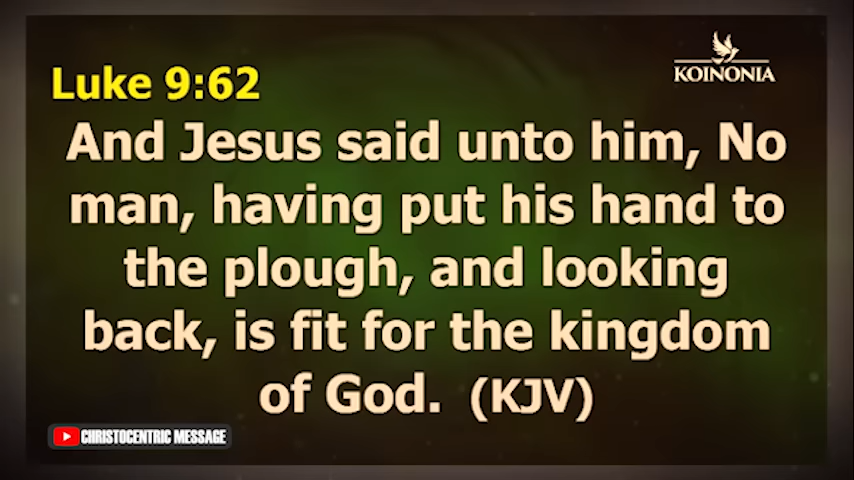 KOINONIA
Luke 9:62
And Jesus said unto him, No
man, having put his hand to
the plough, and looking
back, is fit for the kingdom
of God. (KJV)
CHRISTOCENTRIC MESSAGE